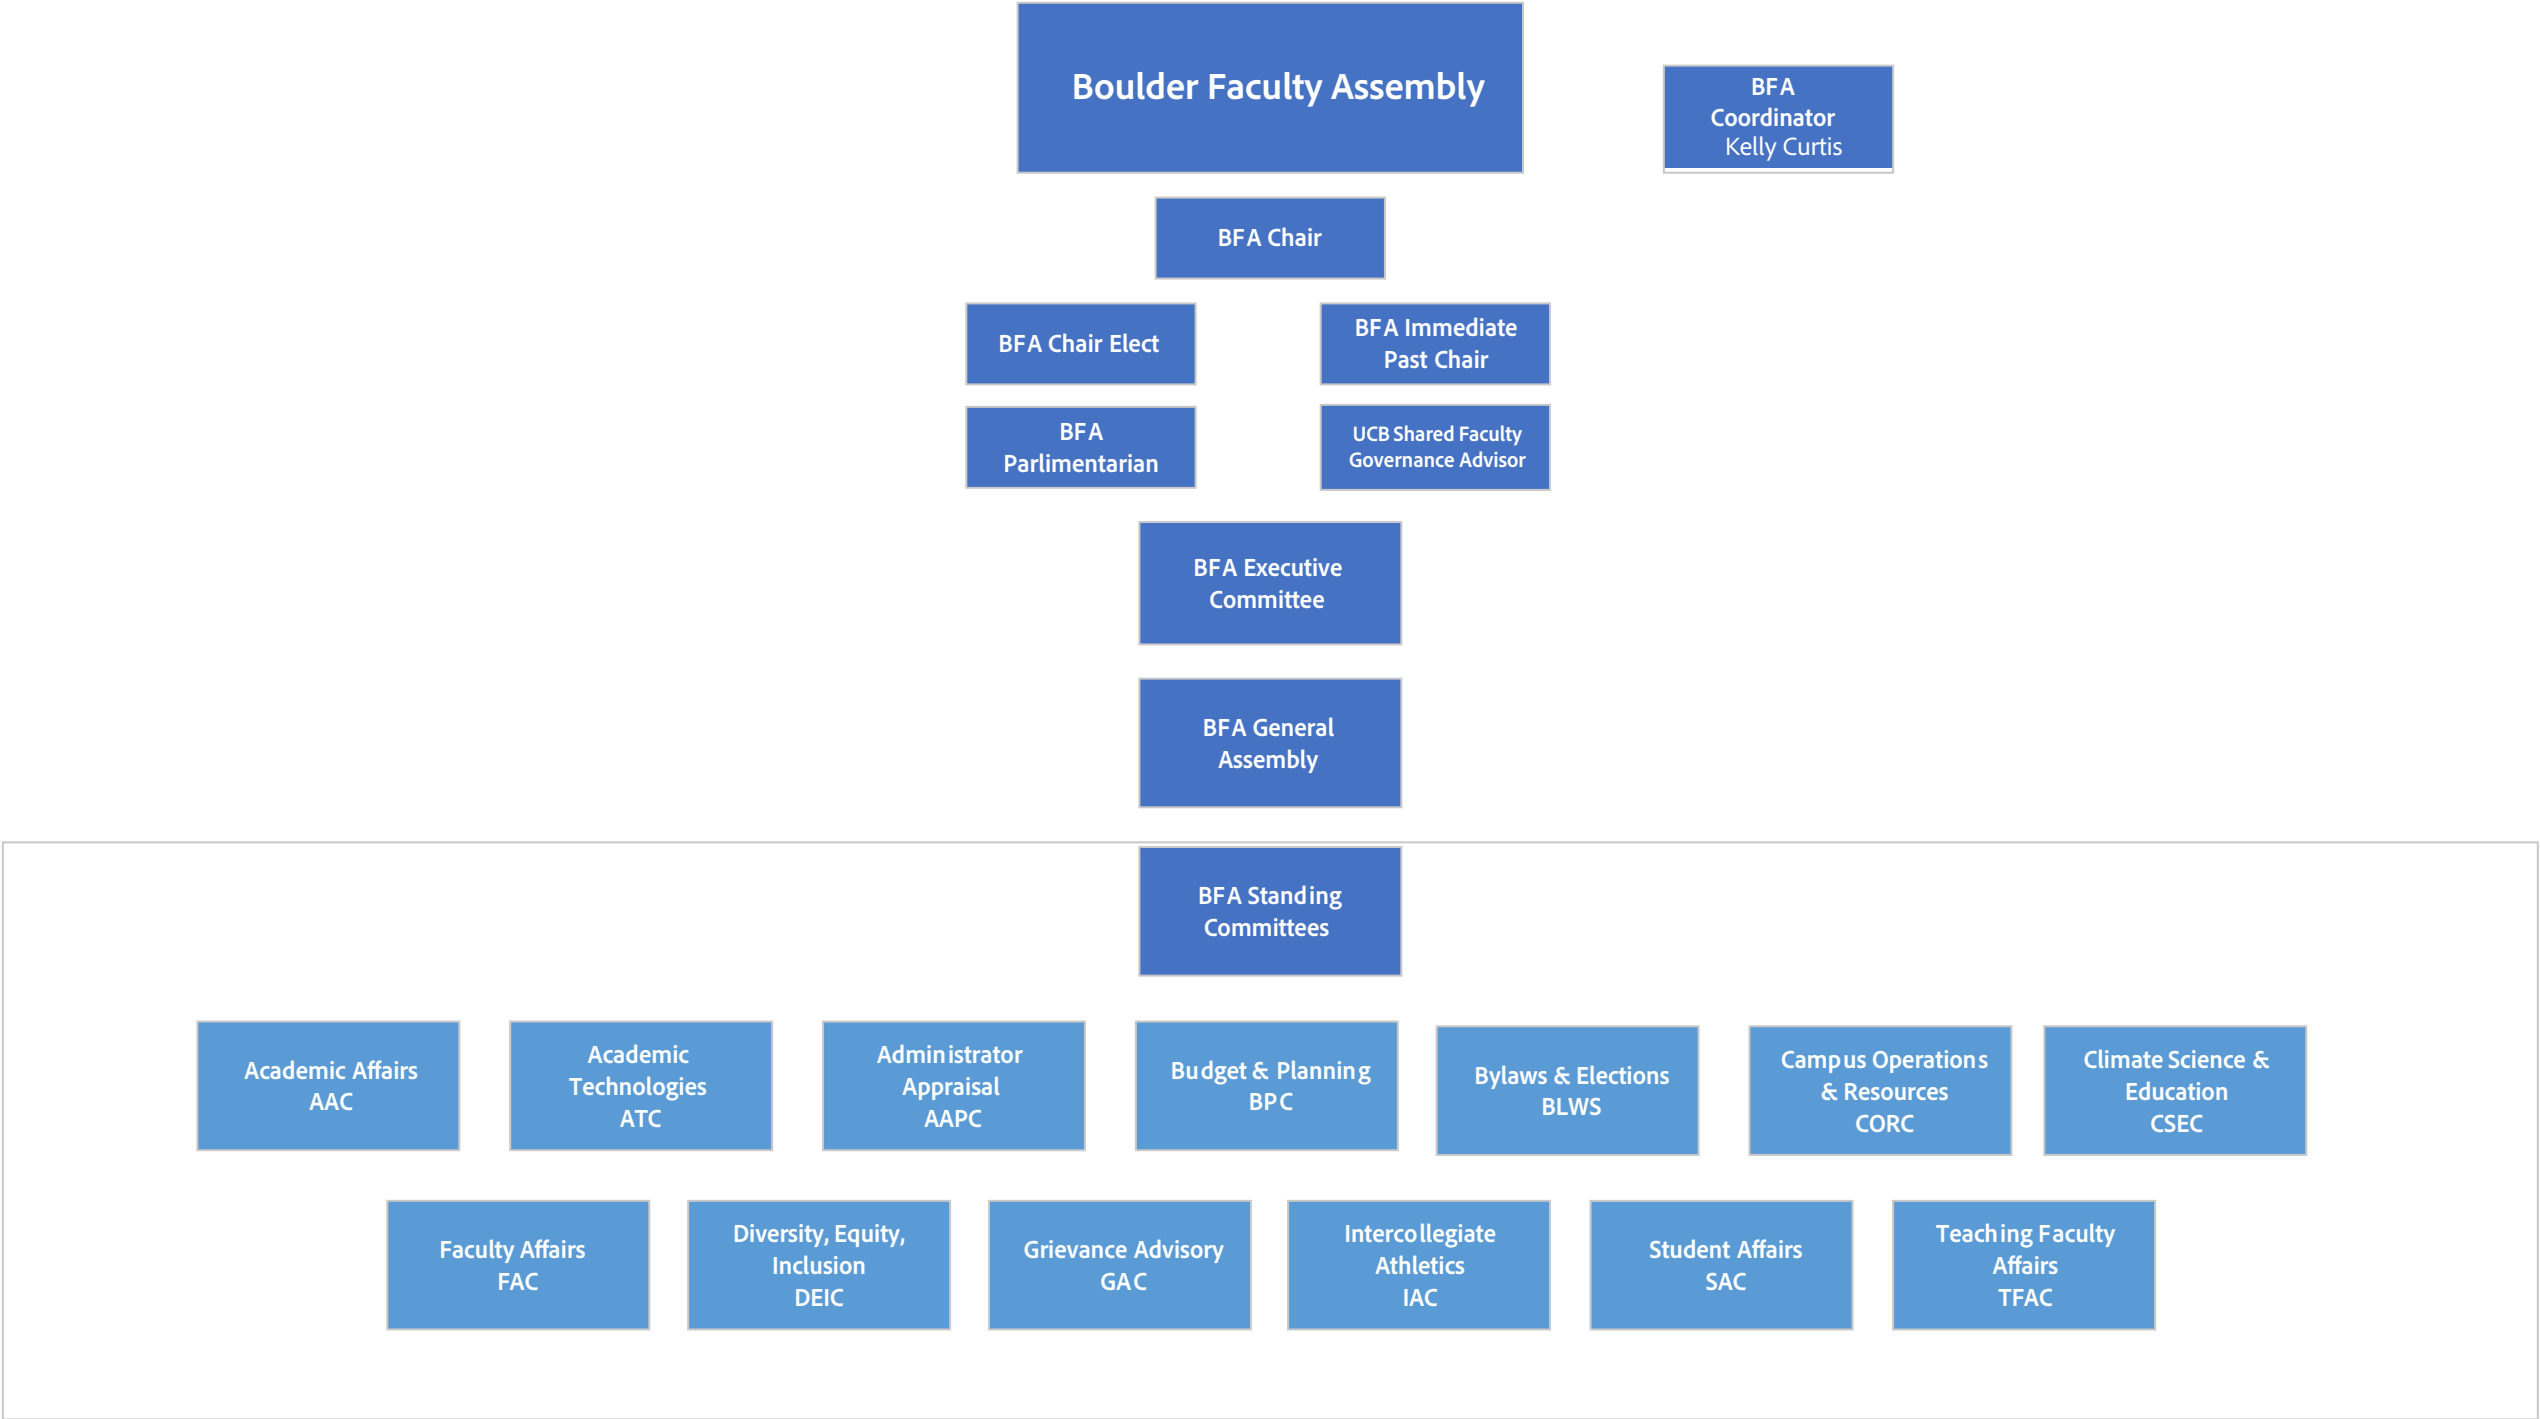 Boulder Faculty Assembly
BFA
Coordinator
Kelly Curtis
BFA Chair
BFA Chair Elect
BFA Immediate
Past Chair
BFA
Parlimentarian
UCB Shared Faculty
Governance Advisor
BFA Executive
Committee
BFA General
Assembly
BFA Standing
Committees
Academic Affairs
AAC
Academic
Technologies
ATC
Administrator
Appraisal
AAPC
Budget & Planning
BPC
Bylaws & Elections
BLWS
Campus Operations
& Resources
CORC
Climate Science &
Education
CSEC
Faculty Affairs
FAC
Diversity, Equity,
Inclusion
DEIC
Grievance Advisory
GAC
Intercollegiate
Athletics
IAC
Student Affairs
SAC
Teaching Faculty
Affairs
TFAC